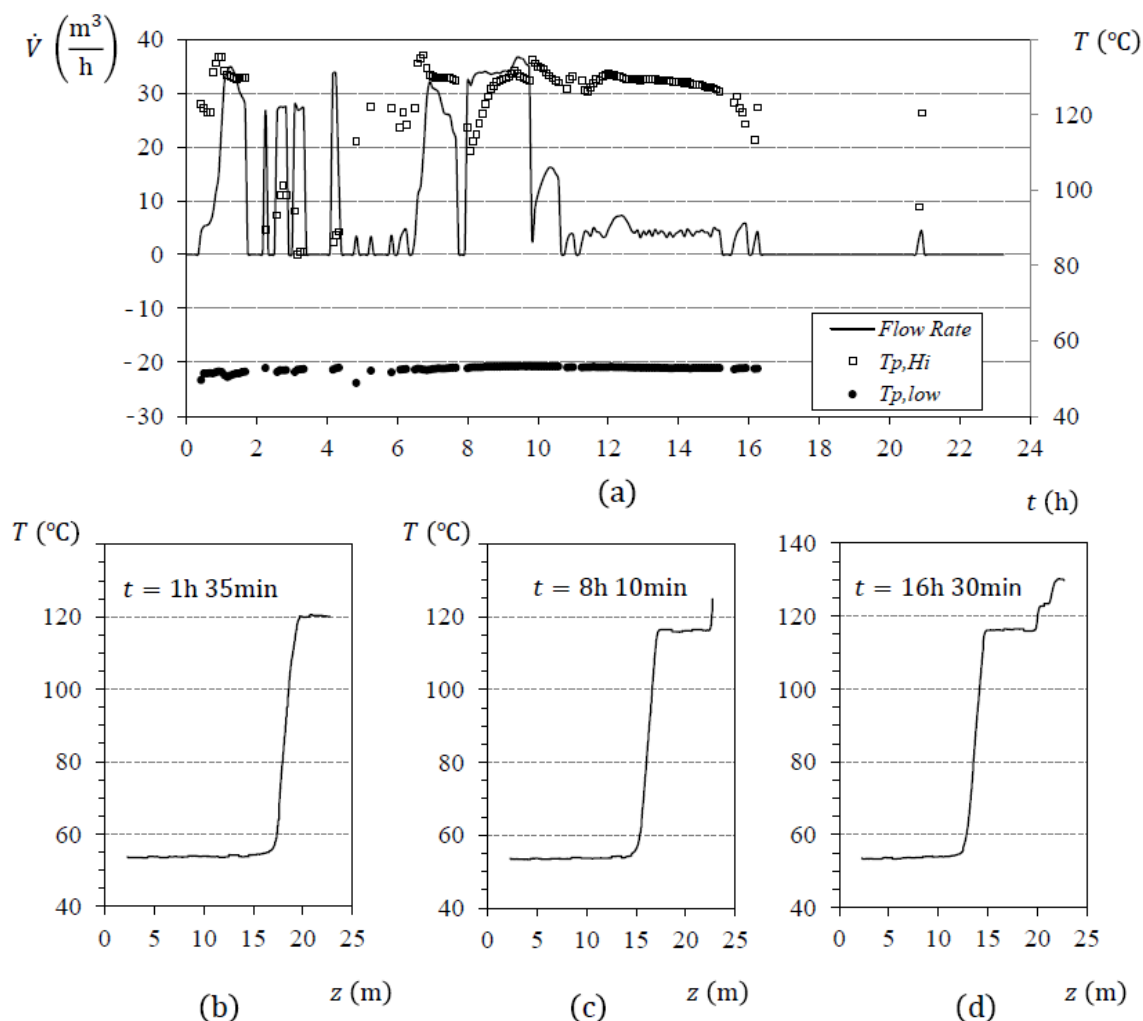 V̇ (m³/h)
T (°C)
40
30
20
10
0
-10
-20
-30
140
120
100
80
60
40
Flow Rate
Tp,Hi
Tp,low
0 2 4 6 8 10 12 14 16 18 20 22 24
(a)
t (h)
T (°C)
t = 1h 35min
120
100
80
60
40
0 5 10 15 20 25
(b)
z (m)
T (°C)
t = 8h 10min
120
100
80
60
40
0 5 10 15 20 25
(c)
z (m)
T (°C)
t = 16h 30min
140
120
100
80
60
40
0 5 10 15 20 25
(d)
z (m)